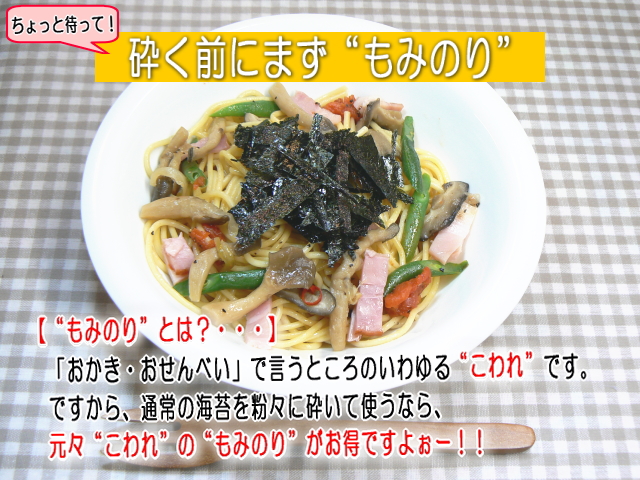 ちょっと待って！
砕く前にまず“もみのり”
【“もみのり”とは？・・・】
「おかき・おせんべい」で言うところのいわゆる“こわれ”です。
ですから、通常の海苔を粉々に砕いて使うなら、
元々“こわれ”の“もみのり”がお得ですよぉー！！